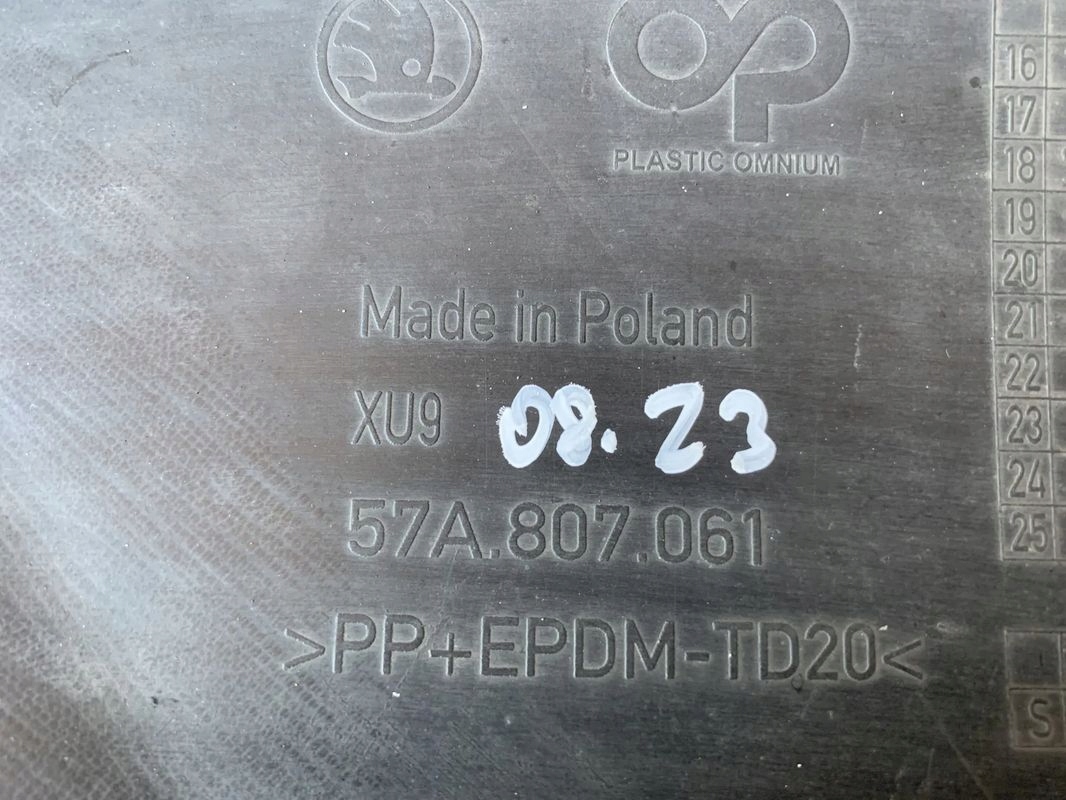 PLASTIC OMNIUM
Made in Poland
XU9 08.23
57A.807.061
>PP+EPDM-TD20<
16
17
18
19
20
21
22
23
24
25
S